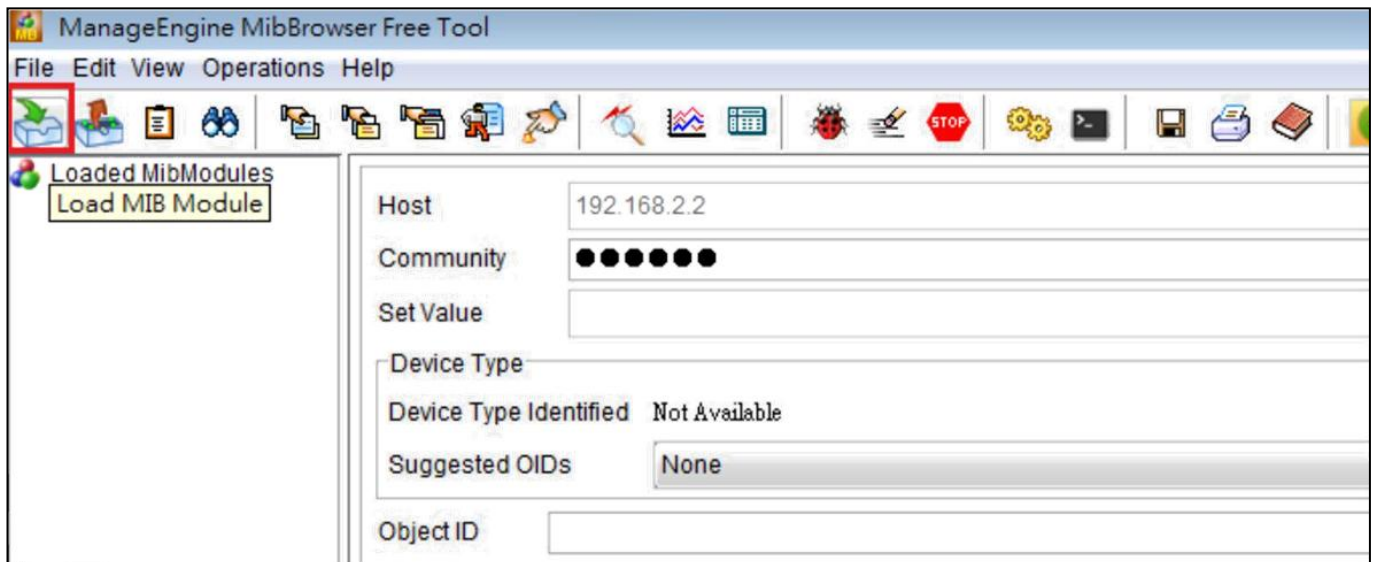 ManageEngine MibBrowser Free Tool
File Edit View Operations Help
STOP
Loaded MibModules
Load MIB Module
Host 192.168.2.2
Community ●●●●●●
Set Value
Device Type
Device Type Identified Not Available
Suggested OIDs None
Object ID